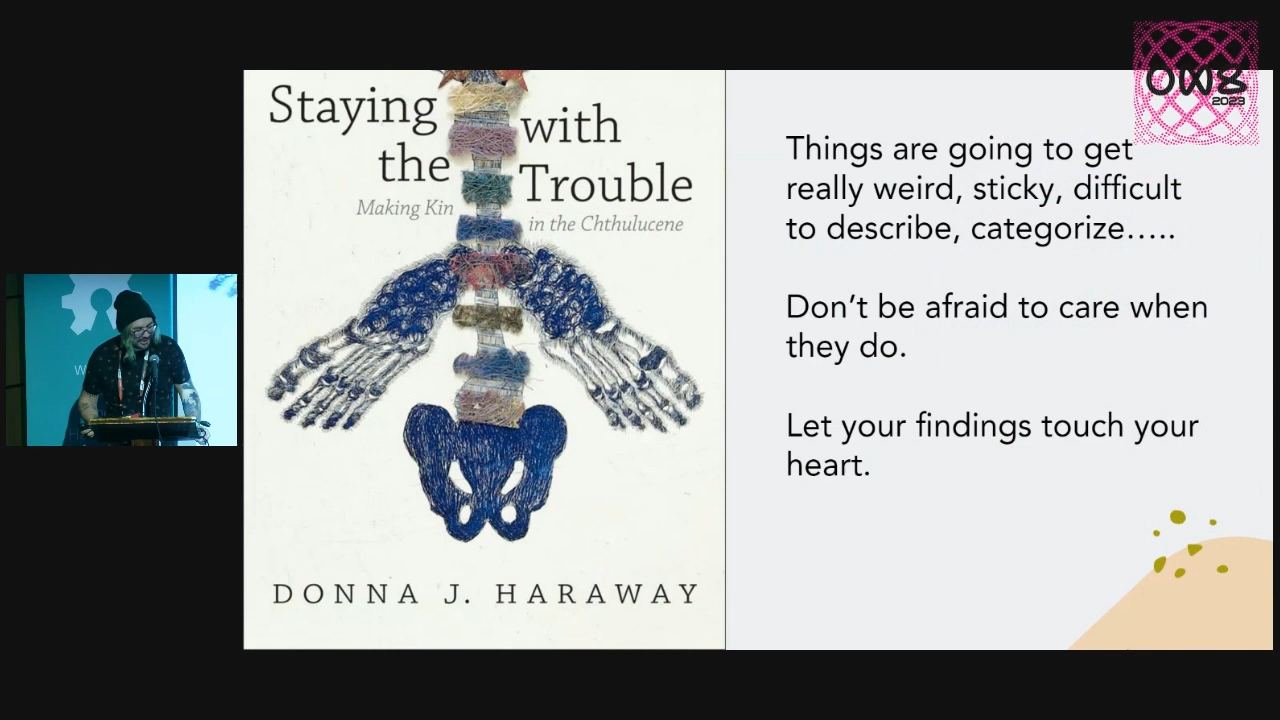 Staying with
the Trouble
Making Kin
in the Chthulucene
DONNA J. HARAWAY
Things are going to get
really weird, sticky, difficult
to describe, categorize.....
Don't be afraid to care when
they do.
Let your findings touch your
heart.
2023